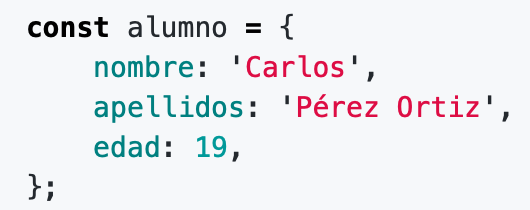 const alumno = {
    nombre: 'Carlos',
    apellidos: 'Pérez Ortiz',
    edad: 19,
};